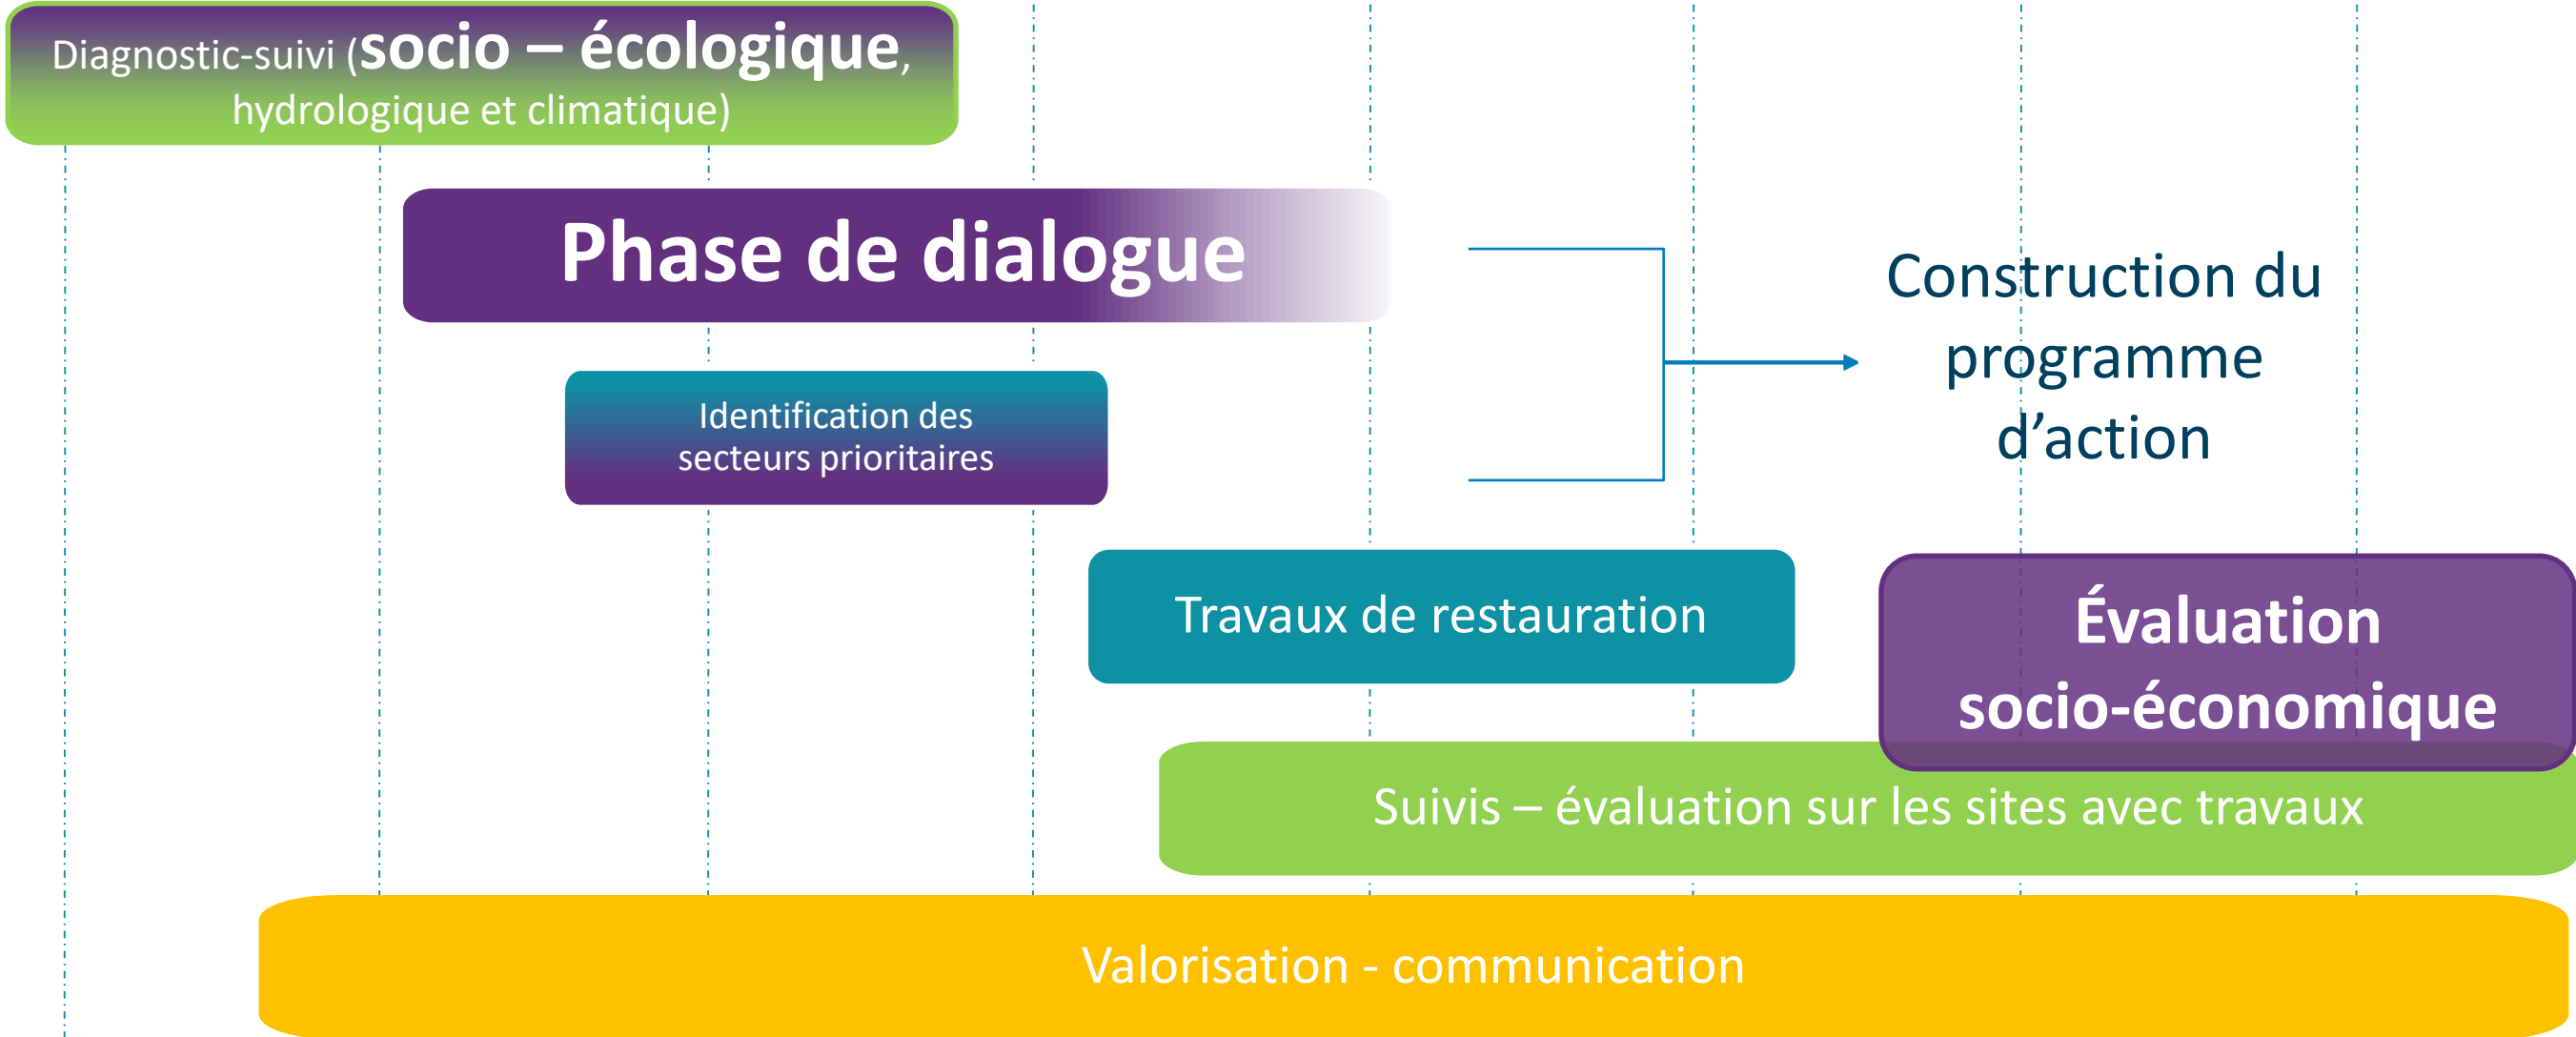 Diagnostic-suivi (socio – écologique,
hydrologique et climatique)
Phase de dialogue
Construction du
programme
d’action
Identification des
secteurs prioritaires
Travaux de restauration
Évaluation
socio-économique
Suivis – évaluation sur les sites avec travaux
Valorisation - communication